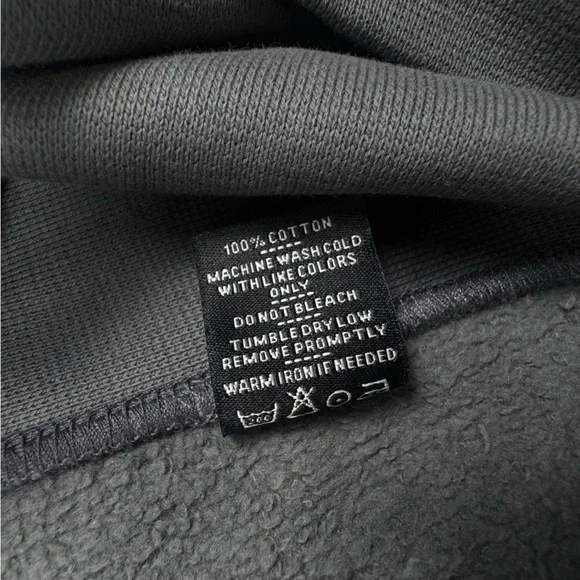 100% COTTON
MACHINE WASH COLD
WITH LIKE COLORS
ONLY
DO NOT BLEACH
TUMBLE DRY LOW
REMOVE PROMPTLY
WARM IRON IF NEEDED